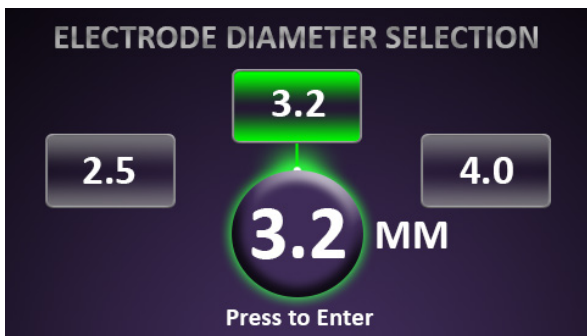 ELECTRODE DIAMETER SELECTION
3.2
2.5
4.0
3.2 MM
Press to Enter